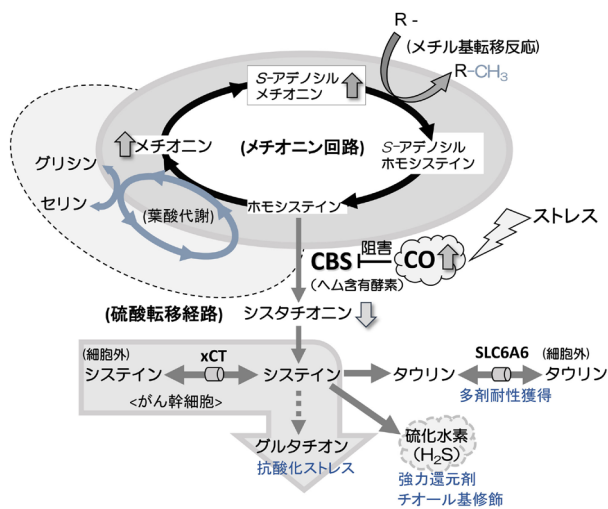 R -
(メチル基転移反応)
R-CH₃
S-アデノシル
メチオニン
メチオニン
(メチオニン回路)
S-アデノシル
ホモシステイン
グリシン
セリン
(葉酸代謝)
ホモシステイン
ストレス
阻害
CBS
CO
(ヘム含有酵素)
(硫酸転移経路)
シスタチオニン
(細胞外)
xCT
SLC6A6
(細胞外)
システイン
システイン
タウリン
タウリン
多剤耐性獲得
<がん幹細胞>
グルタチオン
抗酸化ストレス
硫化水素
(H₂S)
強力還元剤
チオール基修飾